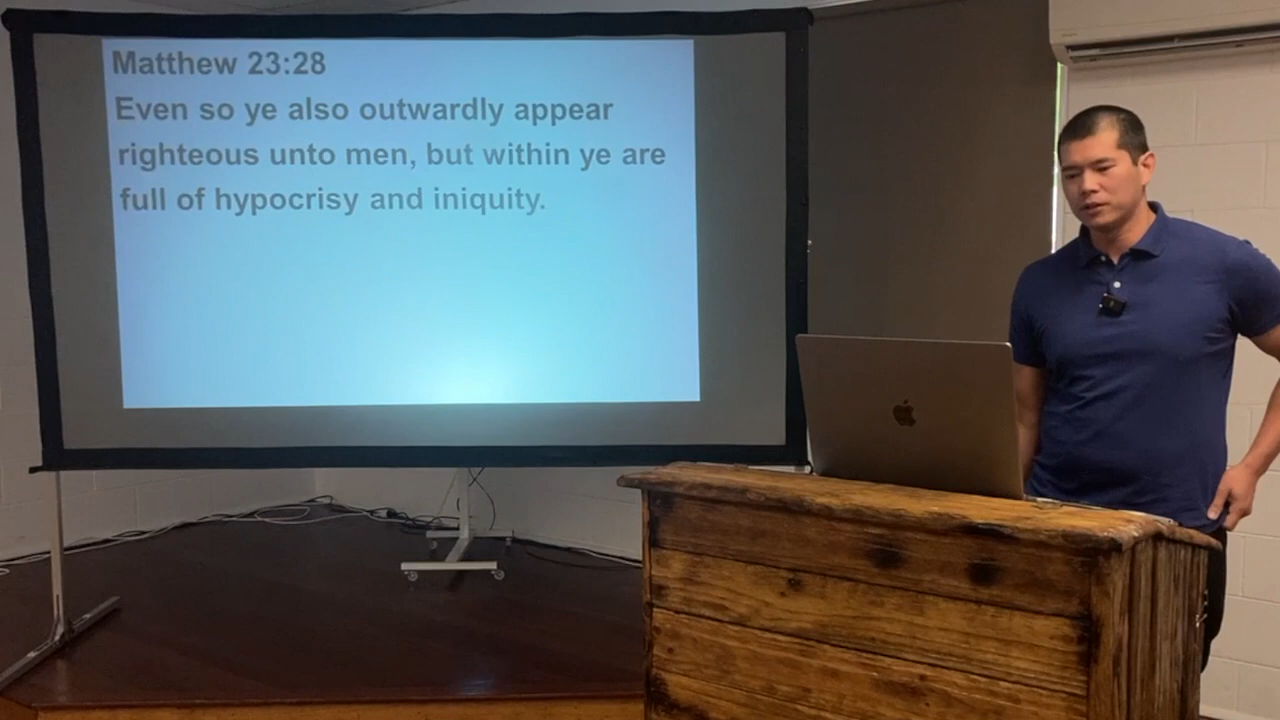 Matthew 23:28
Even so ye also outwardly appear
righteous unto men, but within ye are
full of hypocrisy and iniquity.